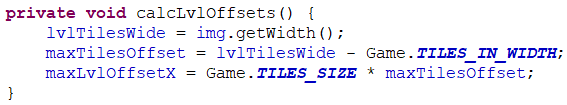 private void calcLvlOffsets() {
    lvlTilesWide = img.getWidth();
    maxTilesOffset = lvlTilesWide - Game.TILES_IN_WIDTH;
    maxLvlOffsetX = Game.TILES_SIZE * maxTilesOffset;
}